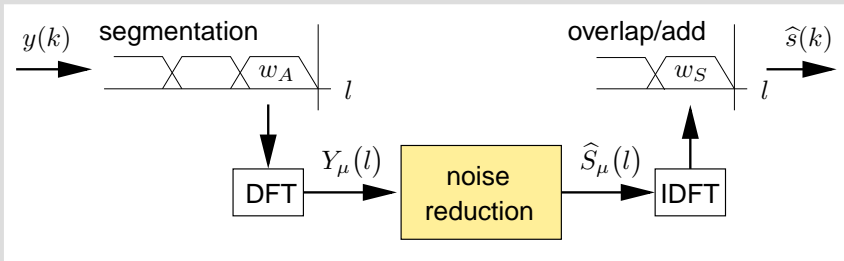 segmentation
overlap/add
y(k)
ŝ(k)
w_A
w_S
l
l
Y_μ(l)
Ŝ_μ(l)
DFT
noise
reduction
IDFT